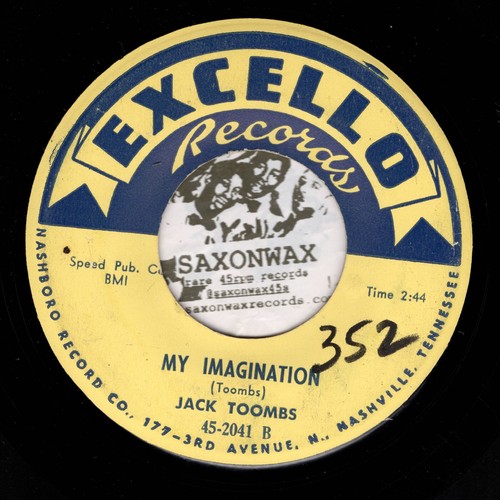 EXCELLO
Records
Speed Pub. Co.
BMI
SAXONWAX
rare 45rpm records
@saxonwax45s
saxonwaxrecords.co
Time 2:44
352
MY IMAGINATION
(Toombs)
JACK TOOMBS
45-2041 B
NASHBORO RECORD CO., 177-3RD AVENUE, N., NASHVILLE, TENNESSEE